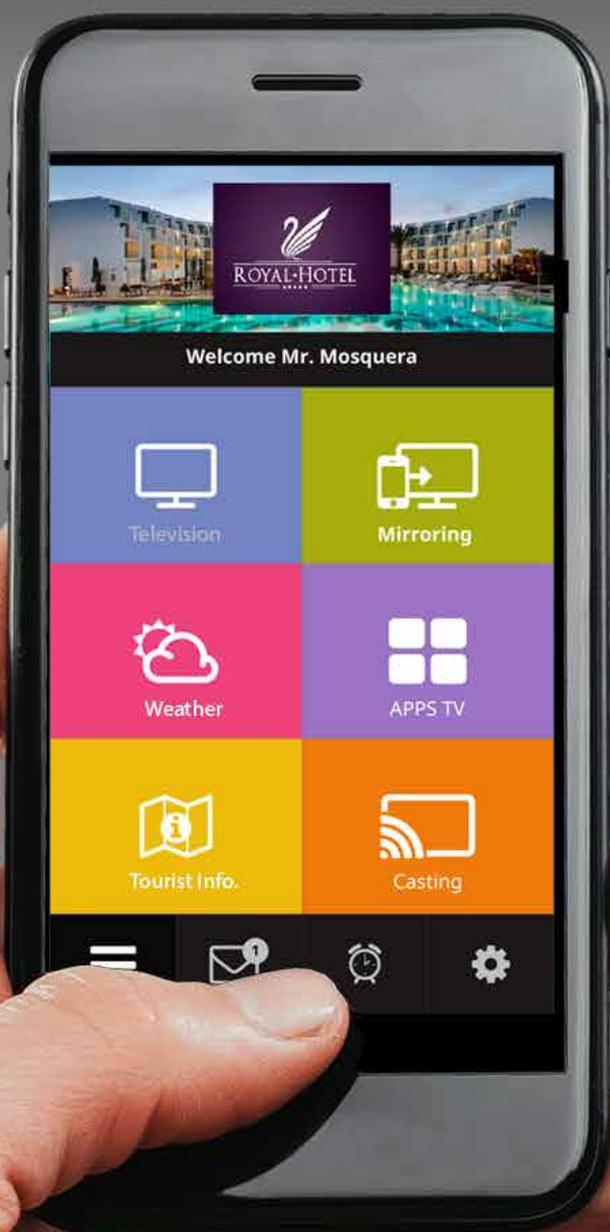 ROYAL·HOTEL
Welcome Mr. Mosquera
Television
Mirroring
Weather
APPS TV
Tourist Info.
Casting
1